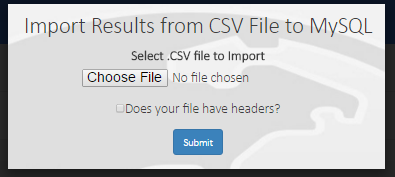 Import Results from CSV File to MySQL
Select .CSV file to Import
Choose File No file chosen
Does your file have headers?
Submit